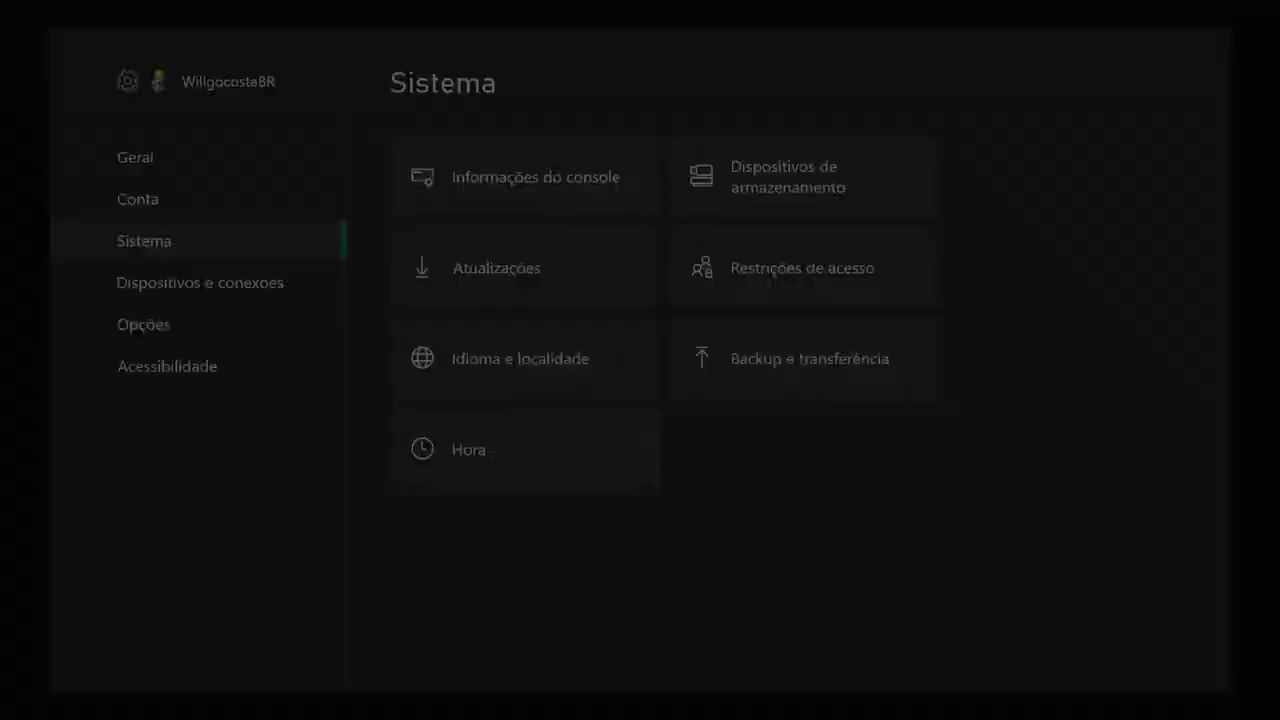 WillgocostaBR
Sistema
Geral
Conta
Sistema
Dispositivos e conexões
Opções
Acessibilidade
Informações do console
Dispositivos de
armazenamento
Atualizações
Restrições de acesso
Idioma e localidade
Backup e transferência
Hora